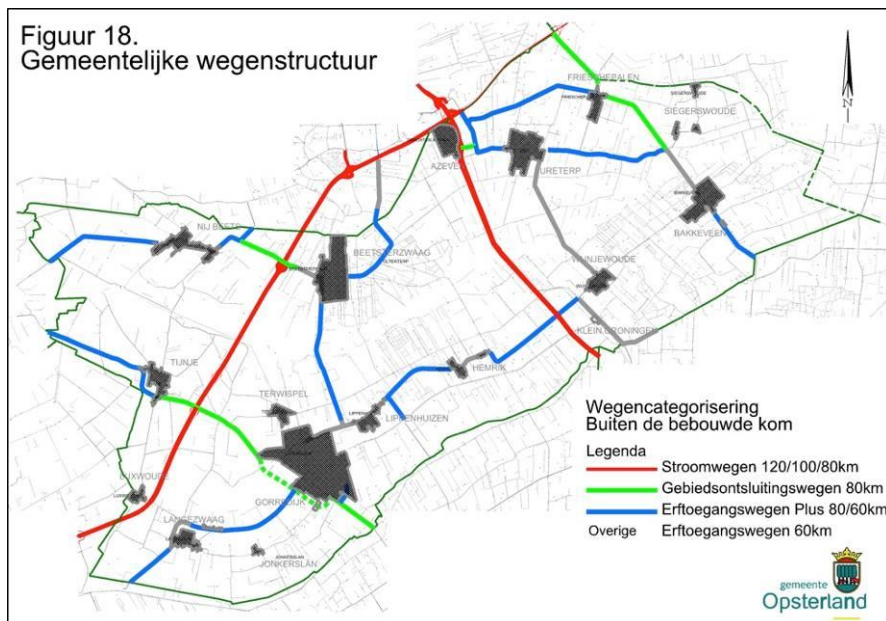 Figuur 18.
Gemeentelijke wegenstructuur
FRIESCHEPALEN
SIEGERSWOUDE
N
AZEVEN
URETERP
BAKKEVEEN
NIJ BEETS
BEETSTERZWAAG
WIJNJEWOUDE
KLEIN GRONINGEN
TIJNJE
HEMRIK
TERWISPEL
LIPPENHUIZEN
LUXWOUDE
GORREDIJK
LANGEZWAAG
JONKERSLÂN
Wegencategorisering
Buiten de bebouwde kom
Legenda
Stroomwegen 120/100/80km
Gebiedsontsluitingswegen 80km
Erftoegangswegen Plus 80/60km
Overige Erftoegangswegen 60km
gemeente
Opsterland